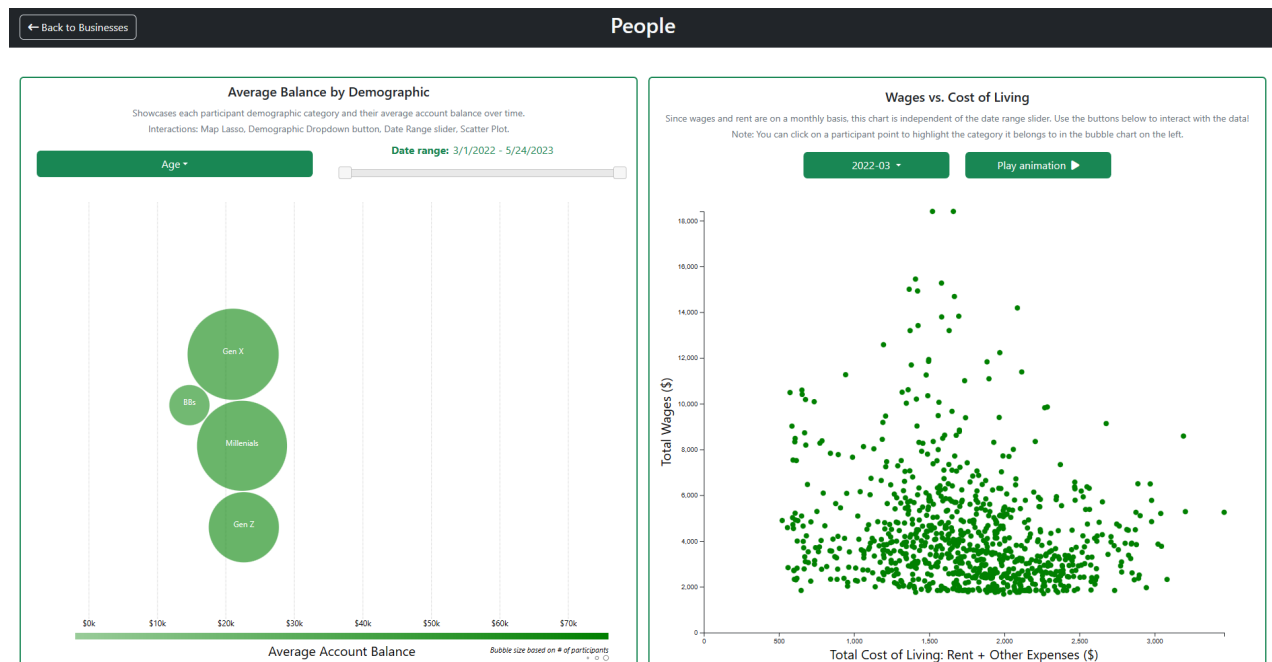 ← Back to Businesses
People
Average Balance by Demographic
Showcases each participant demographic category and their average account balance over time.
Interactions: Map Lasso, Demographic Dropdown button, Date Range slider, Scatter Plot.
Age
Date range: 3/1/2022 - 5/24/2023
Gen X
BBs
Millenials
Gen Z
$0k $10k $20k $30k $40k $50k $60k $70k
Average Account Balance
Bubble size based on # of participants
Wages vs. Cost of Living
Since wages and rent are on a monthly basis, this chart is independent of the date range slider. Use the buttons below to interact with the data!
Note: You can click on a participant point to highlight the category it belongs to in the bubble chart on the left.
2022-03
Play animation
Total Wages ($)
18,000
16,000
14,000
12,000
10,000
8,000
6,000
4,000
2,000
0
0 500 1,000 1,500 2,000 2,500 3,000
Total Cost of Living: Rent + Other Expenses ($)